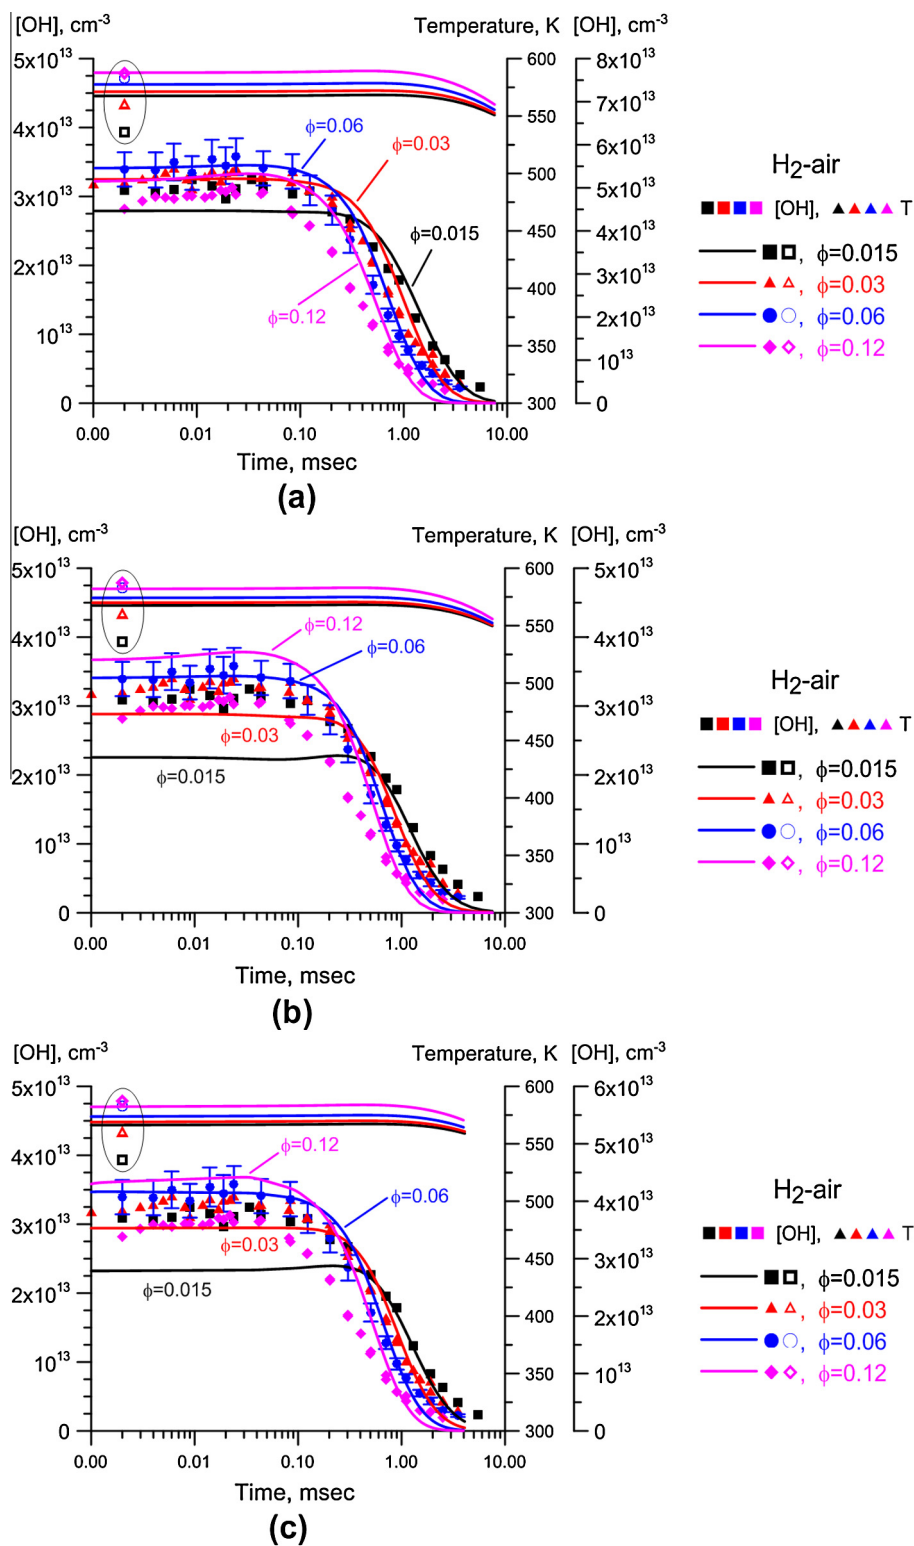 [OH], cm⁻³ Temperature, K [OH], cm⁻³
5x10¹³ 600 8x10¹³
4x10¹³ 550 7x10¹³
3x10¹³ 500 6x10¹³
2x10¹³ 450 5x10¹³
10¹³ 400 4x10¹³
0 350 3x10¹³
300 2x10¹³
10¹³
0
ϕ=0.06
ϕ=0.03
ϕ=0.015
ϕ=0.12
0.00 0.01 0.10 1.00 10.00
Time, msec
(a)
H₂-air
[OH], T
, ϕ=0.015
, ϕ=0.03
, ϕ=0.06
, ϕ=0.12
[OH], cm⁻³ Temperature, K [OH], cm⁻³
5x10¹³ 600 5x10¹³
4x10¹³ 550 4x10¹³
3x10¹³ 500 3x10¹³
2x10¹³ 450 2x10¹³
10¹³ 400 10¹³
0 350 0
300
ϕ=0.12
ϕ=0.06
ϕ=0.03
ϕ=0.015
0.00 0.01 0.10 1.00 10.00
Time, msec
(b)
H₂-air
[OH], T
, ϕ=0.015
, ϕ=0.03
, ϕ=0.06
, ϕ=0.12
[OH], cm⁻³ Temperature, K [OH], cm⁻³
5x10¹³ 600 6x10¹³
4x10¹³ 550 5x10¹³
3x10¹³ 500 4x10¹³
2x10¹³ 450 3x10¹³
10¹³ 400 2x10¹³
0 350 10¹³
300 0
ϕ=0.12
ϕ=0.06
ϕ=0.03
ϕ=0.015
0.00 0.01 0.10 1.00 10.00
Time, msec
(c)
H₂-air
[OH], T
, ϕ=0.015
, ϕ=0.03
, ϕ=0.06
, ϕ=0.12